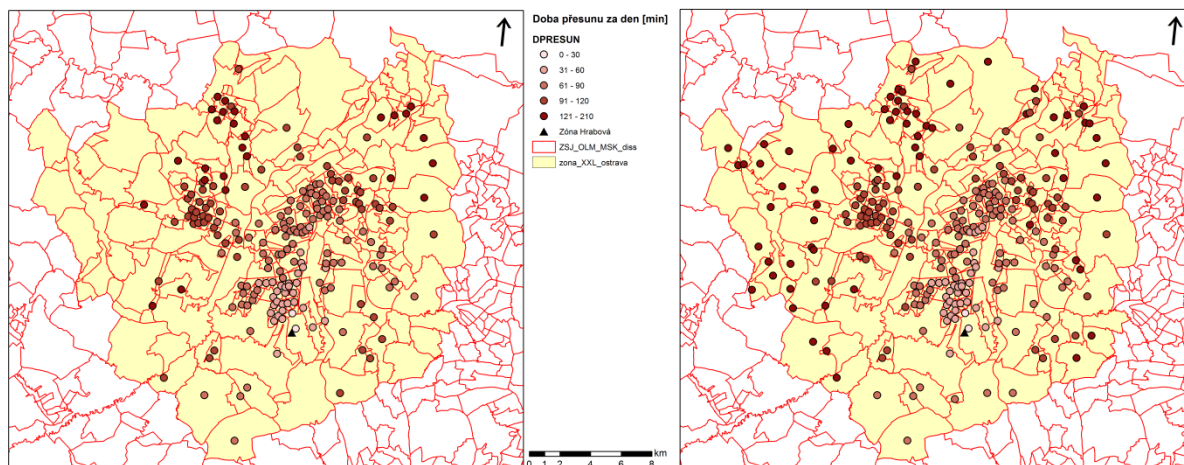 Doba přesunu za den [min]
DPRESUN
0 - 30
31 - 60
61 - 90
91 - 120
121 - 210
Zóna Hrabová
ZSJ_OLM_MSK_diss
zona_XXL_ostrava
km
0 1 2 4 6 8